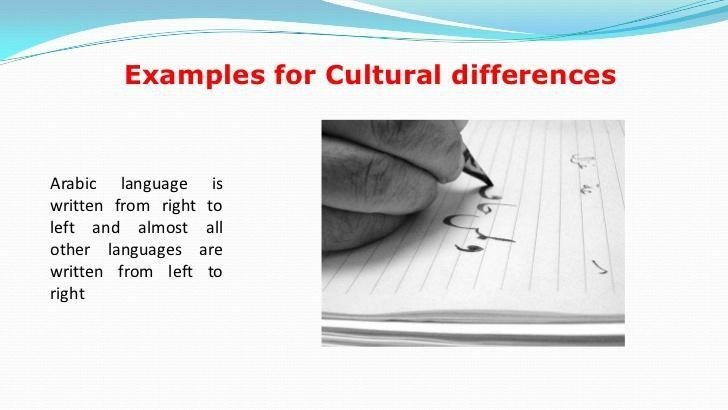 Examples for Cultural differences
Arabic language is
written from right to
left and almost all
other languages are
written from left to
right